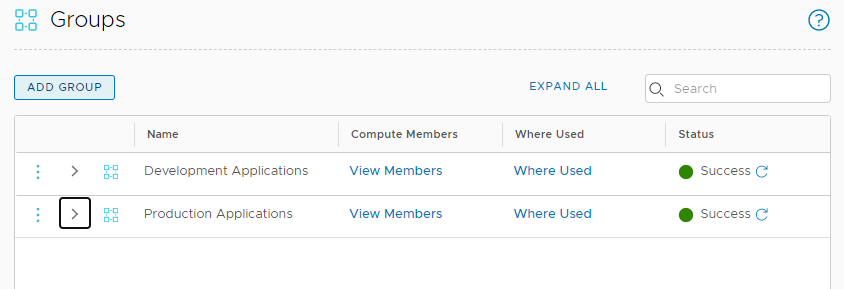 Groups
ADD GROUP
EXPAND ALL
Search
Name Compute Members Where Used Status
Development Applications View Members Where Used Success
Production Applications View Members Where Used Success